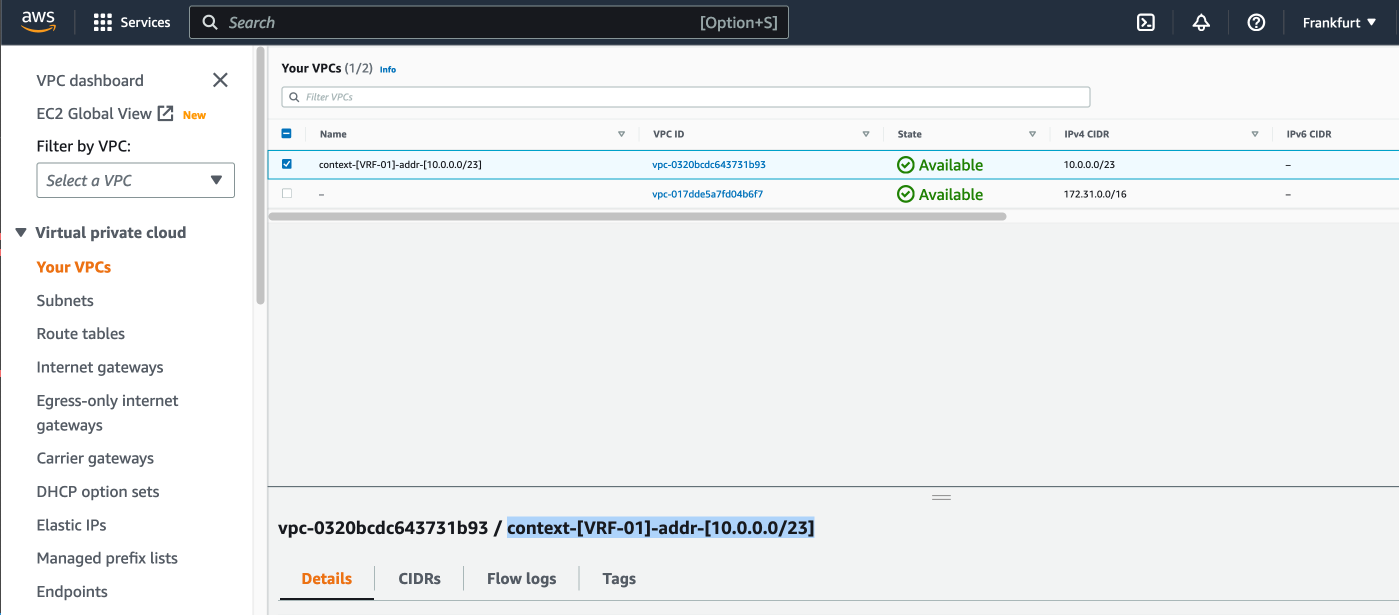 aws Services Search [Option+S] Frankfurt
VPC dashboard
EC2 Global View New
Filter by VPC:
Select a VPC
Virtual private cloud
Your VPCs
Subnets
Route tables
Internet gateways
Egress-only internet
gateways
Carrier gateways
DHCP option sets
Elastic IPs
Managed prefix lists
Endpoints
Your VPCs (1/2) Info
Filter VPCs
Name VPC ID State IPv4 CIDR IPv6 CIDR
context-[VRF-01]-addr-[10.0.0.0/23] vpc-0320bcdc643731b93 Available 10.0.0.0/23 –
– vpc-017dde5a7fd04b6f7 Available 172.31.0.0/16 –
vpc-0320bcdc643731b93 / context-[VRF-01]-addr-[10.0.0.0/23]
Details CIDRs Flow logs Tags